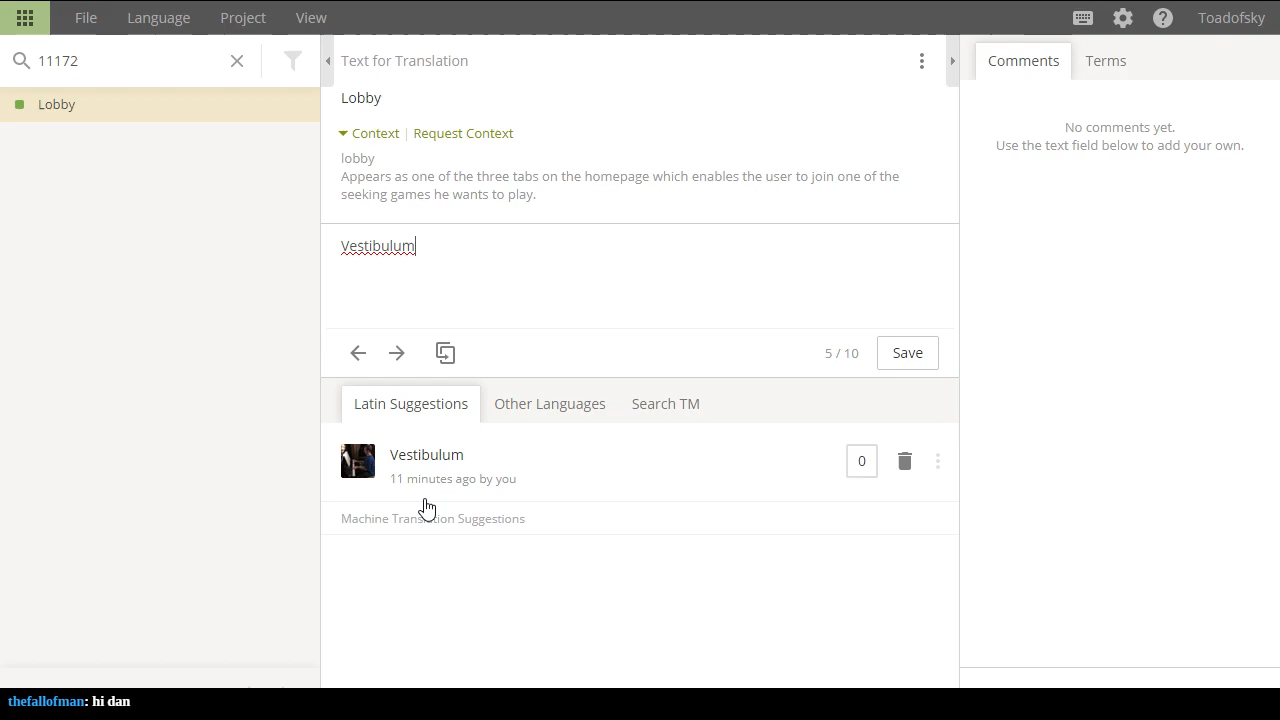 File Language Project View Toadofsky
11172
Lobby
Text for Translation
Lobby
Context | Request Context
lobby
Appears as one of the three tabs on the homepage which enables the user to join one of the
seeking games he wants to play.
Vestibulum
5 / 10 Save
Latin Suggestions Other Languages Search TM
Vestibulum
0
11 minutes ago by you
Machine Translation Suggestions
Comments Terms
No comments yet.
Use the text field below to add your own.
thefallofman: hi dan